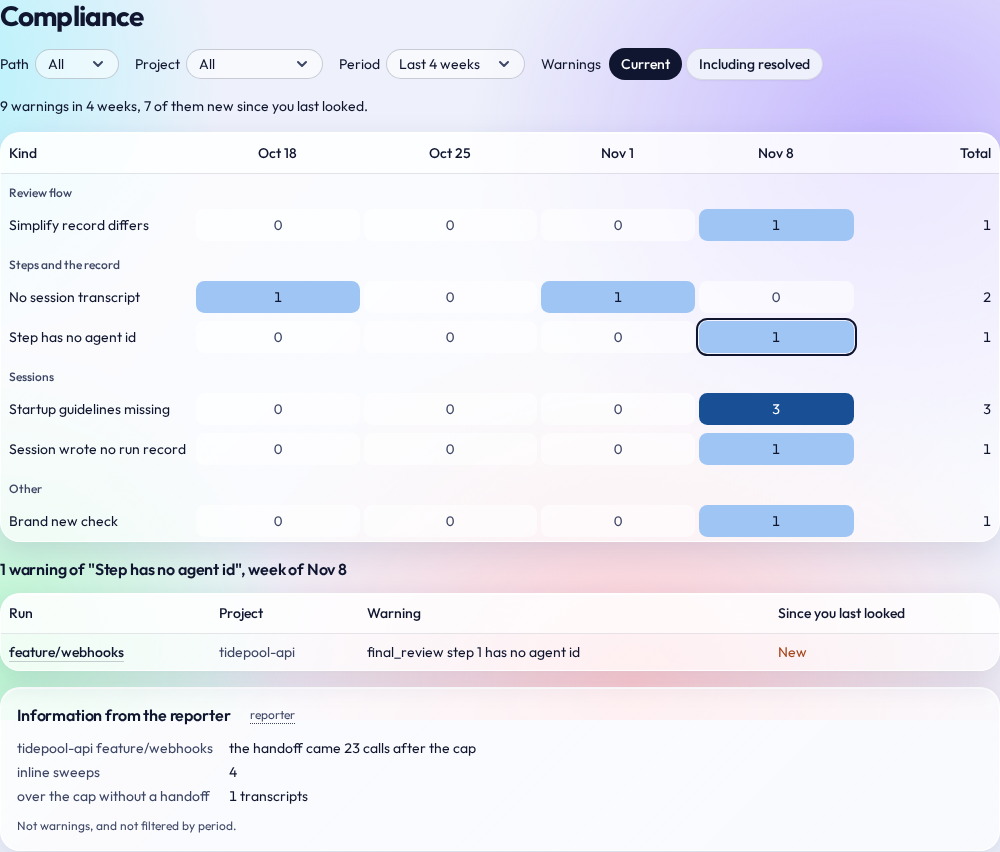 Compliance
Path All Project All Period Last 4 weeks Warnings Current Including resolved
9 warnings in 4 weeks, 7 of them new since you last looked.
Kind Oct 18 Oct 25 Nov 1 Nov 8 Total
Review flow
Simplify record differs 0 0 0 1 1
Steps and the record
No session transcript 1 0 1 0 2
Step has no agent id 0 0 0 1 1
Sessions
Startup guidelines missing 0 0 0 3 3
Session wrote no run record 0 0 0 1 1
Other
Brand new check 0 0 0 1 1
1 warning of "Step has no agent id", week of Nov 8
Run Project Warning Since you last looked
feature/webhooks tidepool-api final_review step 1 has no agent id New
Information from the reporter reporter
tidepool-api feature/webhooks the handoff came 23 calls after the cap
inline sweeps 4
over the cap without a handoff 1 transcripts
Not warnings, and not filtered by period.